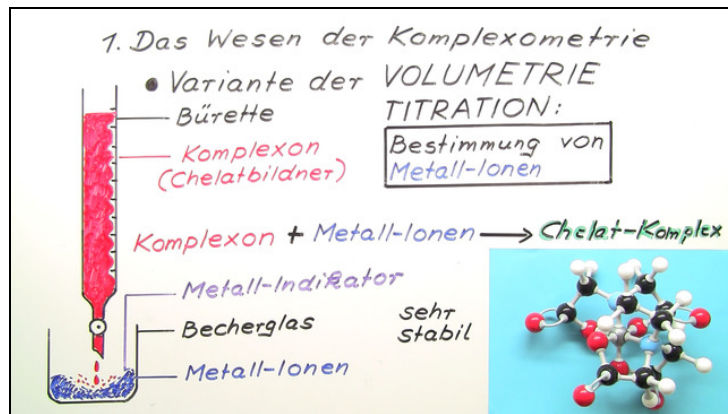 1. Das Wesen der Komplexometrie
• Variante der VOLUMETRIE
TITRATION:
Bürette
Komplexon
(Chelatbildner)
Bestimmung von
Metall-Ionen
Komplexon + Metall-Ionen → Chelat-Komplex
Metall-Indikator
Becherglas
sehr
stabil
Metall-Ionen